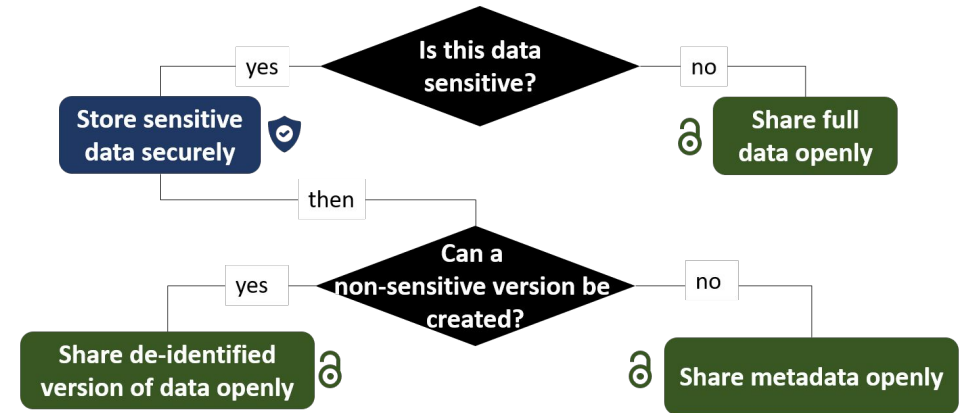 Is this data
sensitive?
yes
no
Store sensitive
data securely
Share full
data openly
then
Can a
non-sensitive version be
created?
yes
no
Share de-identified
version of data openly
Share metadata openly